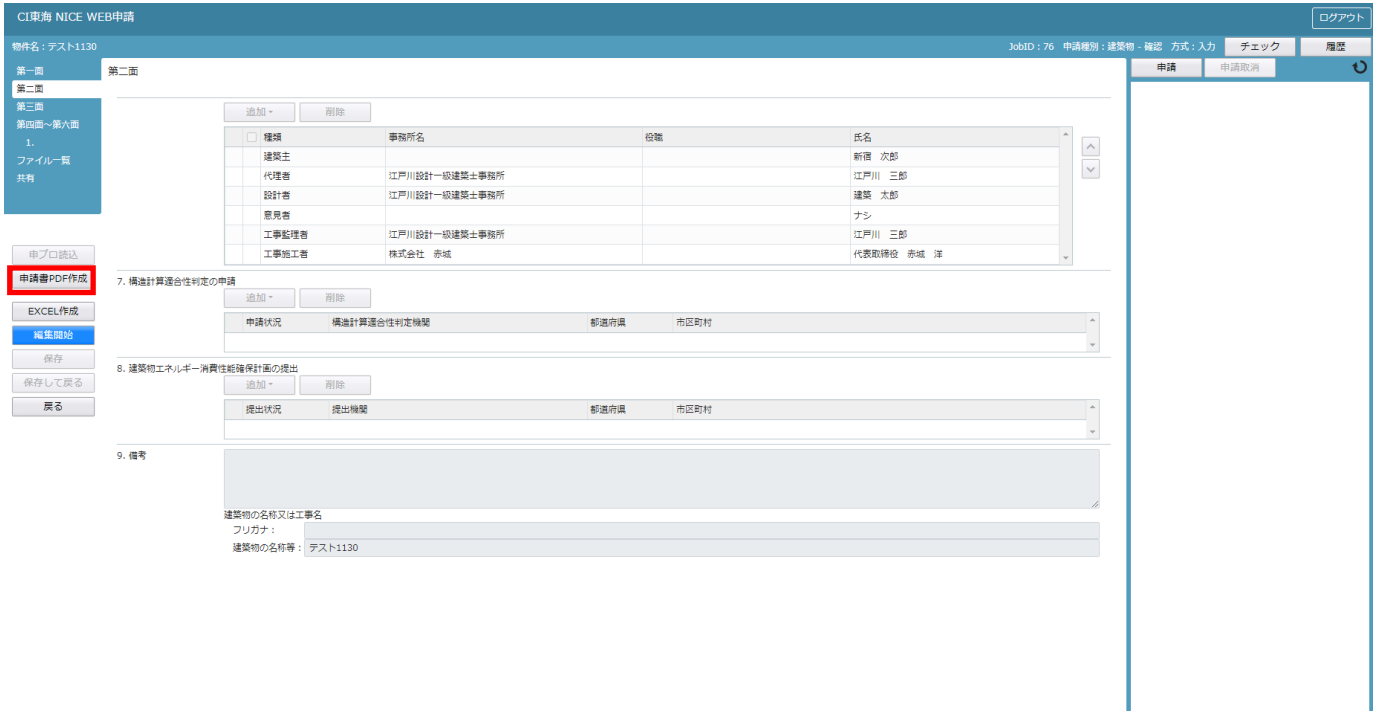 CI東海 NICE WEB申請
ログアウト
物件名：テスト1130
JobID：76 申請種別：建築物 - 確認 方式：入力
チェック
履歴
第一面
第二面
第三面
第四面～第六面
1.
ファイル一覧
共有
申プロ読込
申請書PDF作成
EXCEL作成
編集開始
保存
保存して戻る
戻る
第二面
追加
削除
種類 事務所名 役職 氏名
建築主 新宿 次郎
代理者 江戸川設計一級建築士事務所 江戸川 三郎
設計者 江戸川設計一級建築士事務所 建築 太郎
意見者 ナシ
工事監理者 江戸川設計一級建築士事務所 江戸川 三郎
工事施工者 株式会社 赤城 代表取締役 赤城 洋
7. 構造計算適合性判定の申請
追加
削除
申請状況 構造計算適合性判定機関 都道府県 市区町村
8. 建築物エネルギー消費性能確保計画の提出
追加
削除
提出状況 提出機関 都道府県 市区町村
9. 備考
建築物の名称又は工事名
フリガナ：
建築物の名称等： テスト1130
申請
申請取消